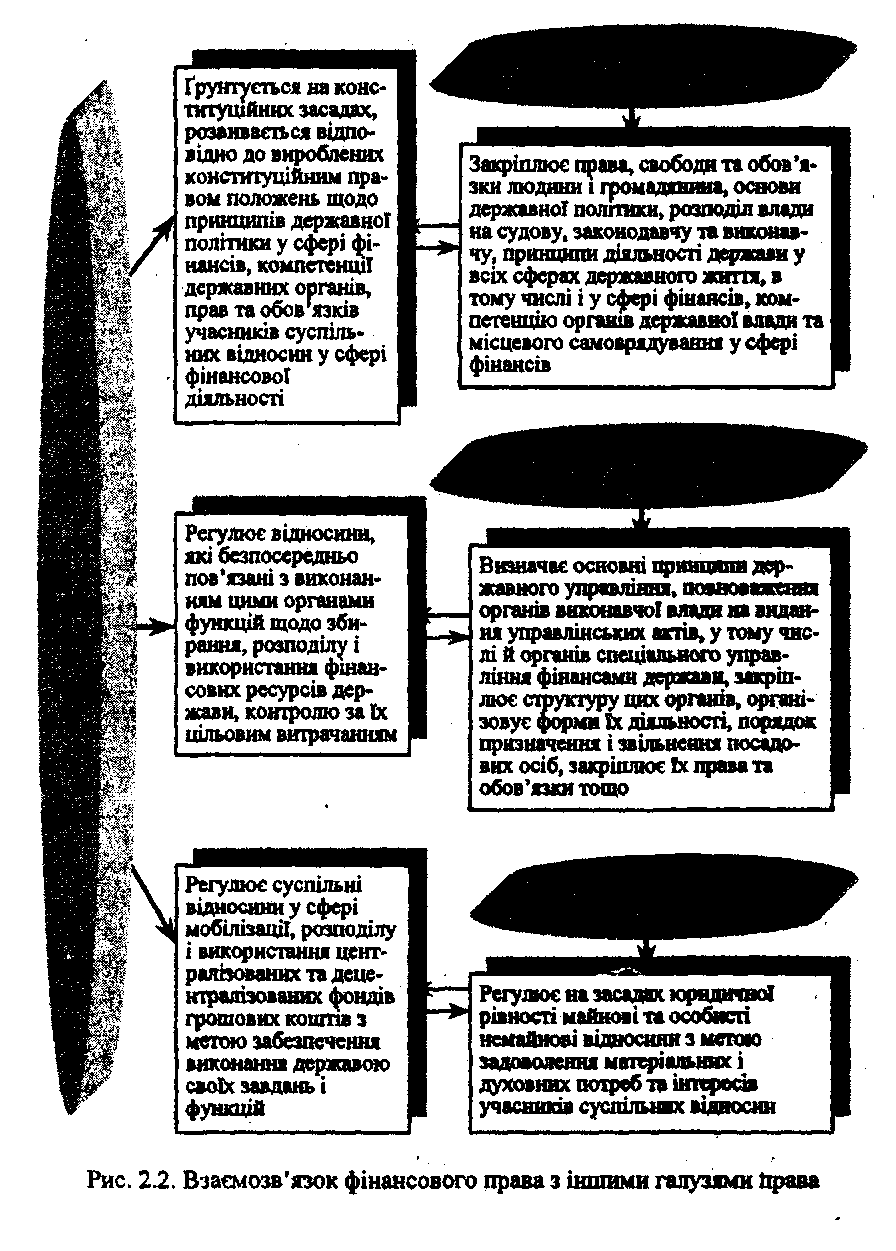 Ґрунтується на конс-
титуційних засадах,
розвивається відпо-
відно до вироблених
конституційним пра-
вом положень щодо
принципів державної
політики у сфері фі-
нансів, компетенції
державних органів,
прав та обов'язків
учасників суспіль-
них відносин у сфері
фінансової
діяльності
Закріплює права, свободи та обов'я-
зки людини і громадянина, основи
державної політики, розподіл влади
на судову, законодавчу та виконав-
чу, принципи діяльності держави у
всіх сферах державного життя, в
тому числі і у сфері фінансів, ком-
петенцію органів державної влади та
місцевого самоврядування у сфері
фінансів
Регулює відносини,
які безпосередньо
пов'язані з виконан-
ням цими органами
функцій щодо зби-
рання, розподілу і
використання фінан-
сових ресурсів дер-
жави, контролю за їх
цільовим витрачанням
Визначає основні принципи дер-
жавного управління, повноваження
органів виконавчої влади на видан-
ня управлінських актів, у тому чис-
лі й органів спеціального управ-
ління фінансами держави, закріп-
лює структуру цих органів, органі-
зовує форми їх діяльності, порядок
призначення і звільнення посадо-
вих осіб, закріплює їх права та
обов'язки тощо
Регулює суспільні
відносини у сфері
мобілізації, розподілу
і використання цент-
ралізованих та деце-
нтралізованих фондів
грошових коштів з
метою забезпечення
виконання державою
своїх завдань і
функцій
Регулює на засадах юридичної
рівності майнові та особисті
немайнові відносини з метою
задоволення матеріальних і
духовних потреб та інтересів
учасників суспільних відносин
Рис. 2.2. Взаємозв'язок фінансового права з іншими галузями права